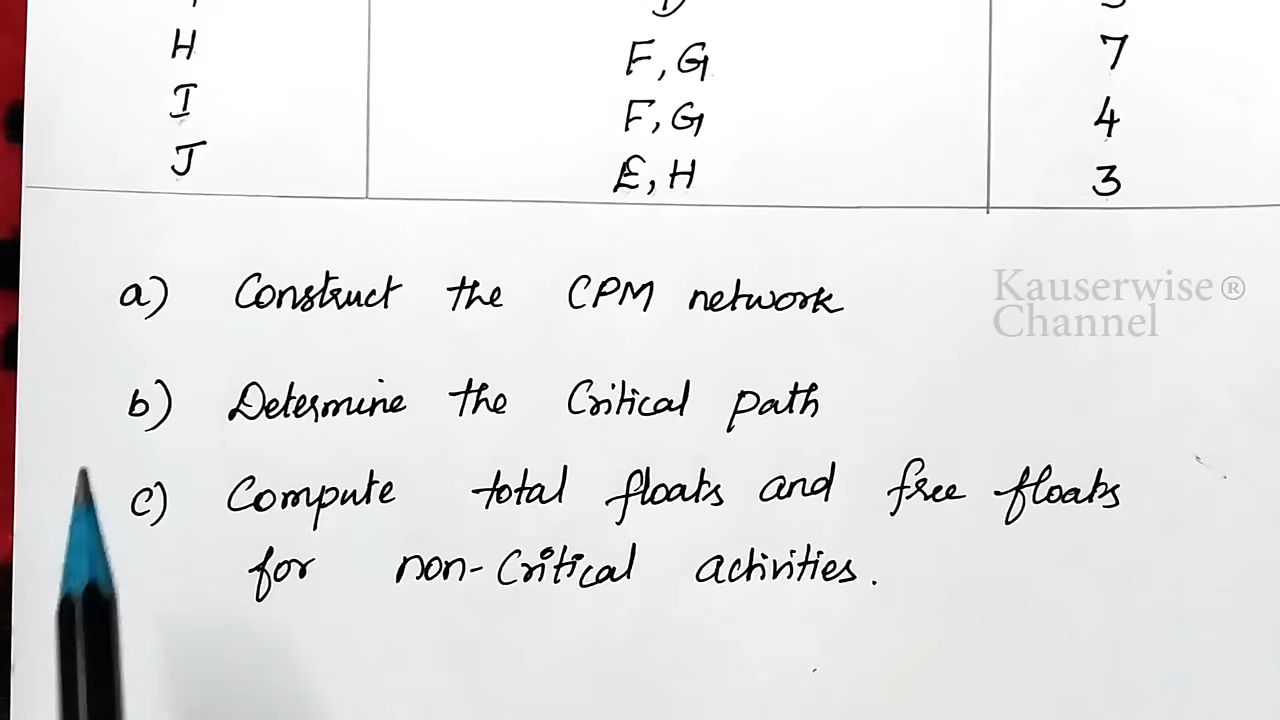 H F, G 7
I F, G 4
J E, H 3
a) Construct the CPM network
Kauserwise®
Channel
b) Determine the Critical path
c) Compute total floats and free floats
for non-Critical activities.